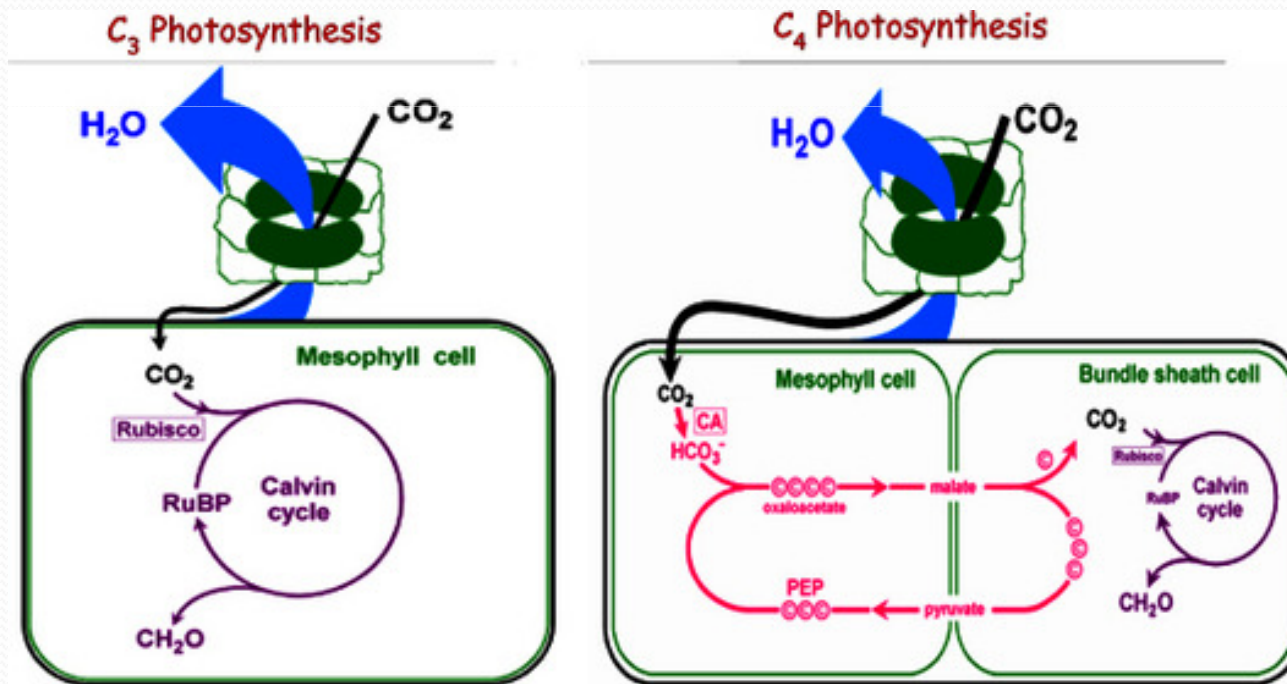 C₃ Photosynthesis
H₂O
CO₂
Mesophyll cell
CO₂
Rubisco
RuBP
Calvin
cycle
CH₂O
C₄ Photosynthesis
H₂O
CO₂
Mesophyll cell
CO₂
CA
HCO₃⁻
©©©©
oxaloacetate
malate
PEP
©©©
pyruvate
Bundle sheath cell
©
CO₂
Rubisco
RuBP
Calvin
cycle
©
©
©
CH₂O